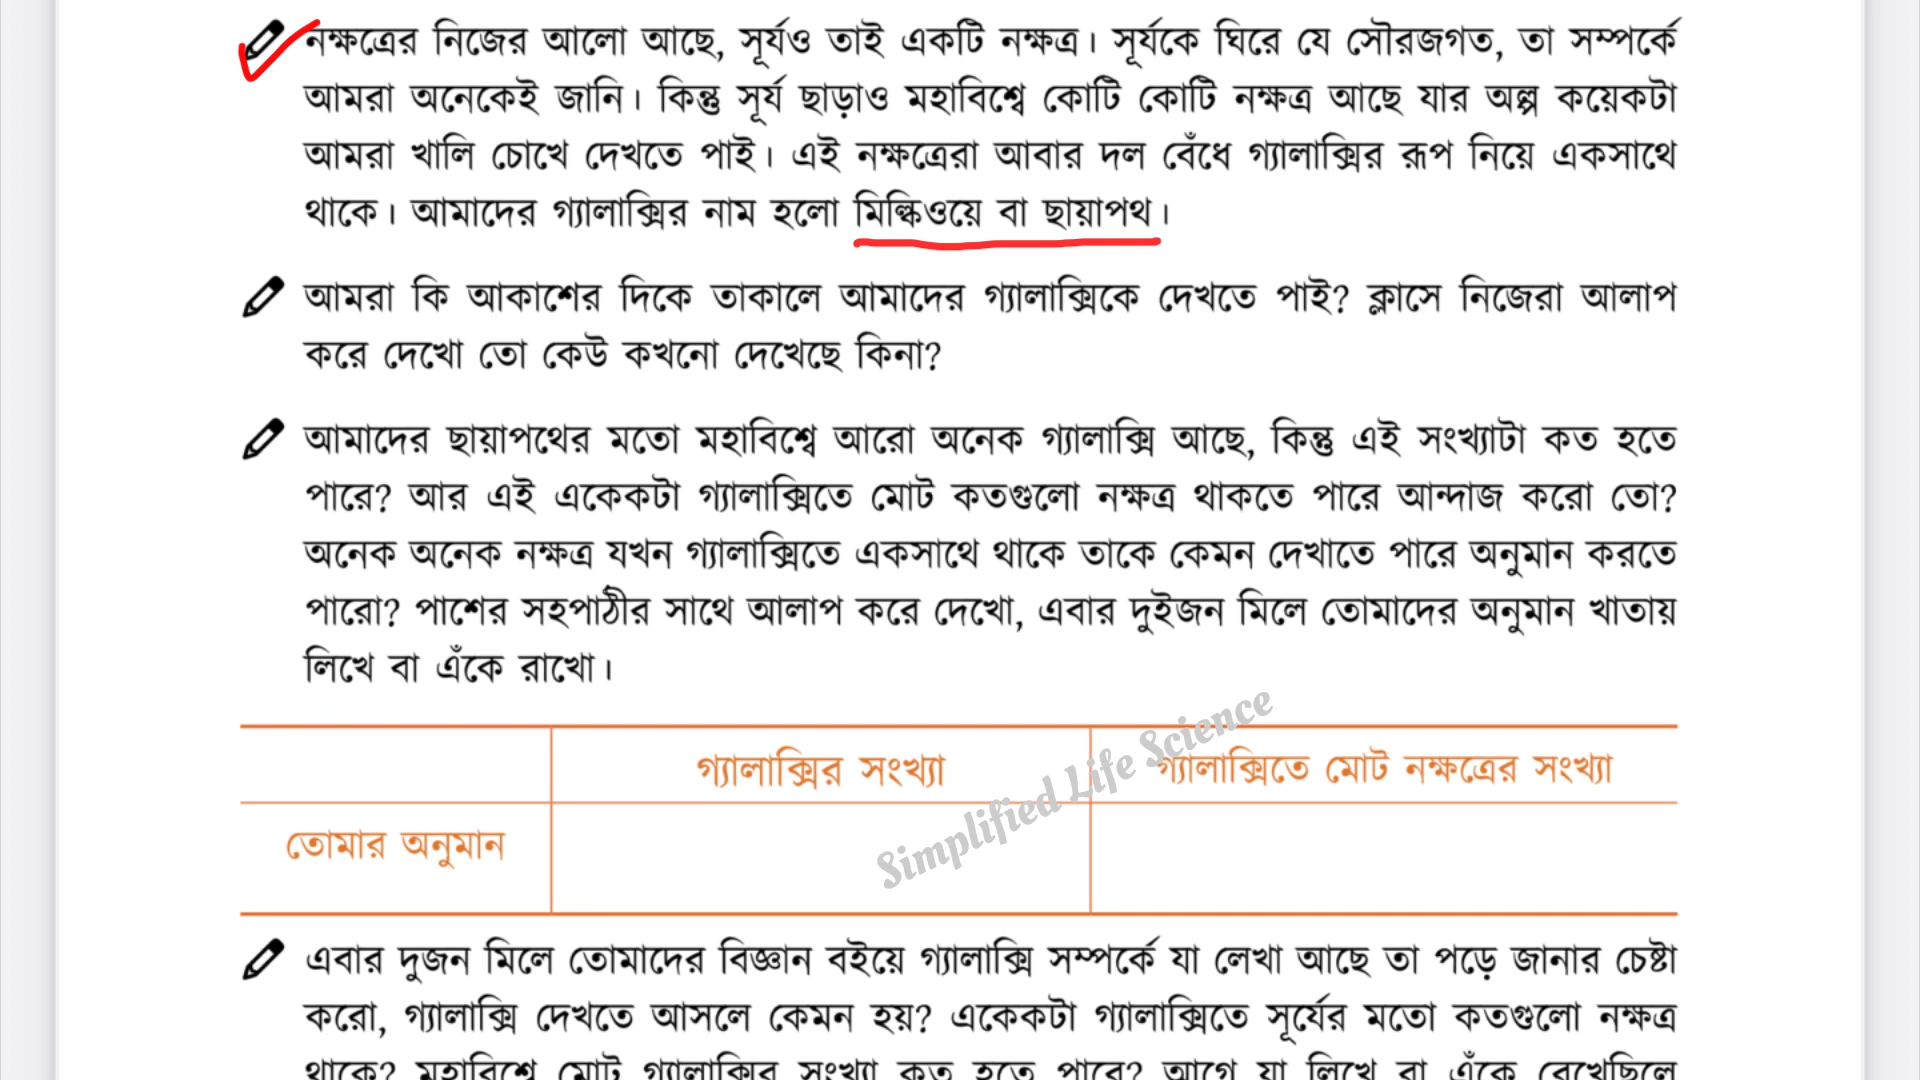 নক্ষত্রের নিজের আলো আছে, সূর্যও তাই একটি নক্ষত্র। সূর্যকে ঘিরে যে সৌরজগত, তা সম্পর্কে
আমরা অনেকেই জানি। কিন্তু সূর্য ছাড়াও মহাবিশ্বে কোটি কোটি নক্ষত্র আছে যার অল্প কয়েকটা
আমরা খালি চোখে দেখতে পাই। এই নক্ষত্রেরা আবার দল বেঁধে গ্যালাক্সির রূপ নিয়ে একসাথে
থাকে। আমাদের গ্যালাক্সির নাম হলো মিল্কিওয়ে বা ছায়াপথ।
আমরা কি আকাশের দিকে তাকালে আমাদের গ্যালাক্সিকে দেখতে পাই? ক্লাসে নিজেরা আলাপ
করে দেখো তো কেউ কখনো দেখেছে কিনা?
আমাদের ছায়াপথের মতো মহাবিশ্বে আরো অনেক গ্যালাক্সি আছে, কিন্তু এই সংখ্যাটা কত হতে
পারে? আর এই একেকটা গ্যালাক্সিতে মোট কতগুলো নক্ষত্র থাকতে পারে আন্দাজ করো তো?
অনেক অনেক নক্ষত্র যখন গ্যালাক্সিতে একসাথে থাকে তাকে কেমন দেখাতে পারে অনুমান করতে
পারো? পাশের সহপাঠীর সাথে আলাপ করে দেখো, এবার দুইজন মিলে তোমাদের অনুমান খাতায়
লিখে বা এঁকে রাখো।
গ্যালাক্সির সংখ্যা
গ্যালাক্সিতে মোট নক্ষত্রের সংখ্যা
তোমার অনুমান
Simplified Life Science
এবার দুজন মিলে তোমাদের বিজ্ঞান বইয়ে গ্যালাক্সি সম্পর্কে যা লেখা আছে তা পড়ে জানার চেষ্টা
করো, গ্যালাক্সি দেখতে আসলে কেমন হয়? একেকটা গ্যালাক্সিতে সূর্যের মতো কতগুলো নক্ষত্র
থাকে? মহাবিশ্বে মোট গ্যালাক্সির সংখ্যা কত হতে পারে? আগে যা লিখে বা এঁকে রেখেছিলে